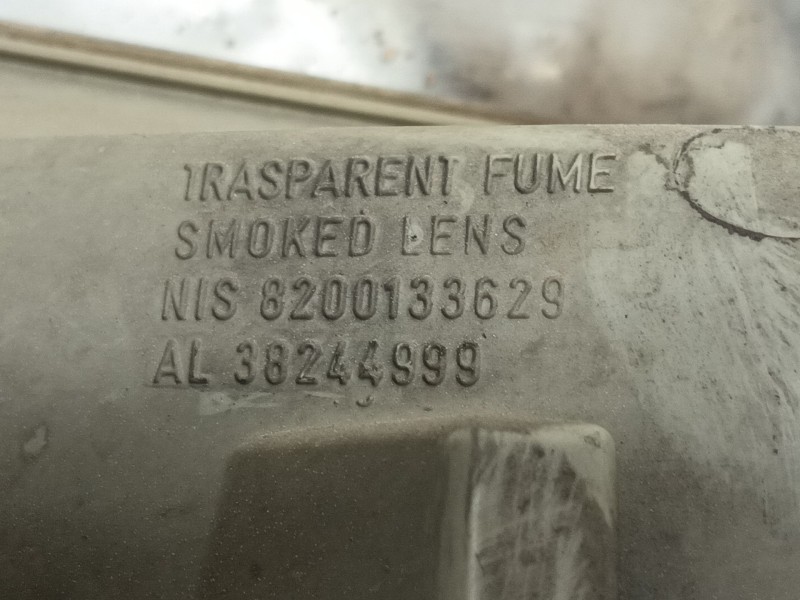 TRASPARENT FUME
SMOKED LENS
NIS 8200133629
AL 38244999